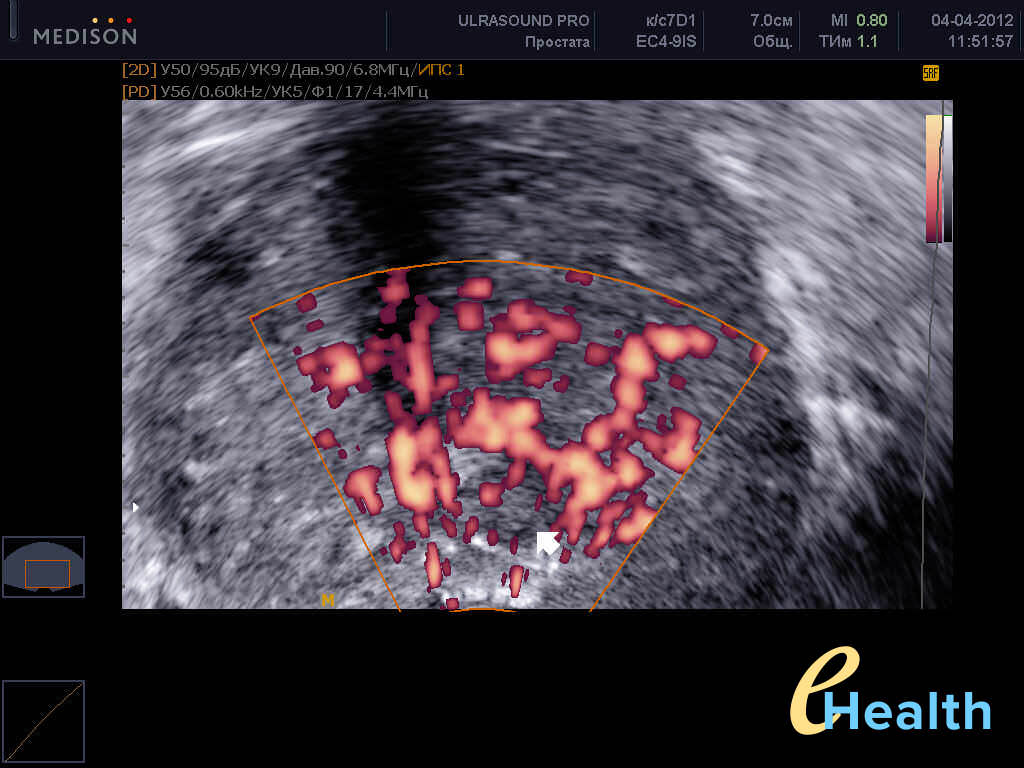 MEDISON
ULRASOUND PRO
Простата
к/с7D1
EC4-9IS
7.0см
Общ.
MI 0.80
ТИм 1.1
04-04-2012
11:51:57
[2D] У50/95дБ/УК9/Дав.90/6.8МГц/ИПС 1
[PD] У56/0.60kHz/УК5/Ф1/17/4.4МГц
SRF
M
eHealth